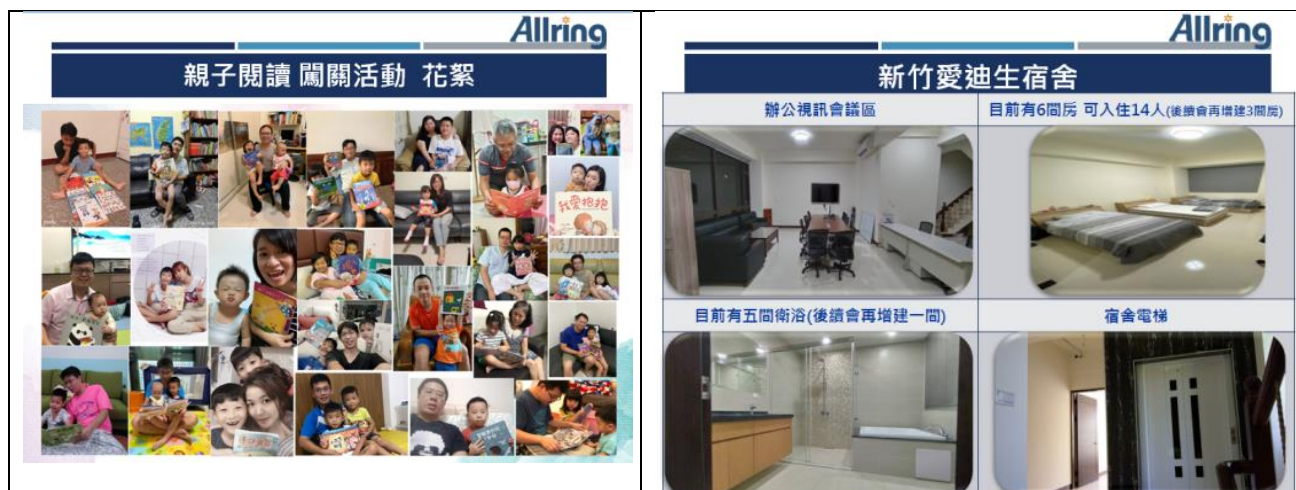 Allring
親子閱讀 闖關活動 花絮
我愛抱抱
Allring
新竹愛迪生宿舍
辦公視訊會議區
目前有6間房 可入住14人(後續會再增建3間房)
目前有五間衛浴(後續會再增建一間)
宿舍電梯